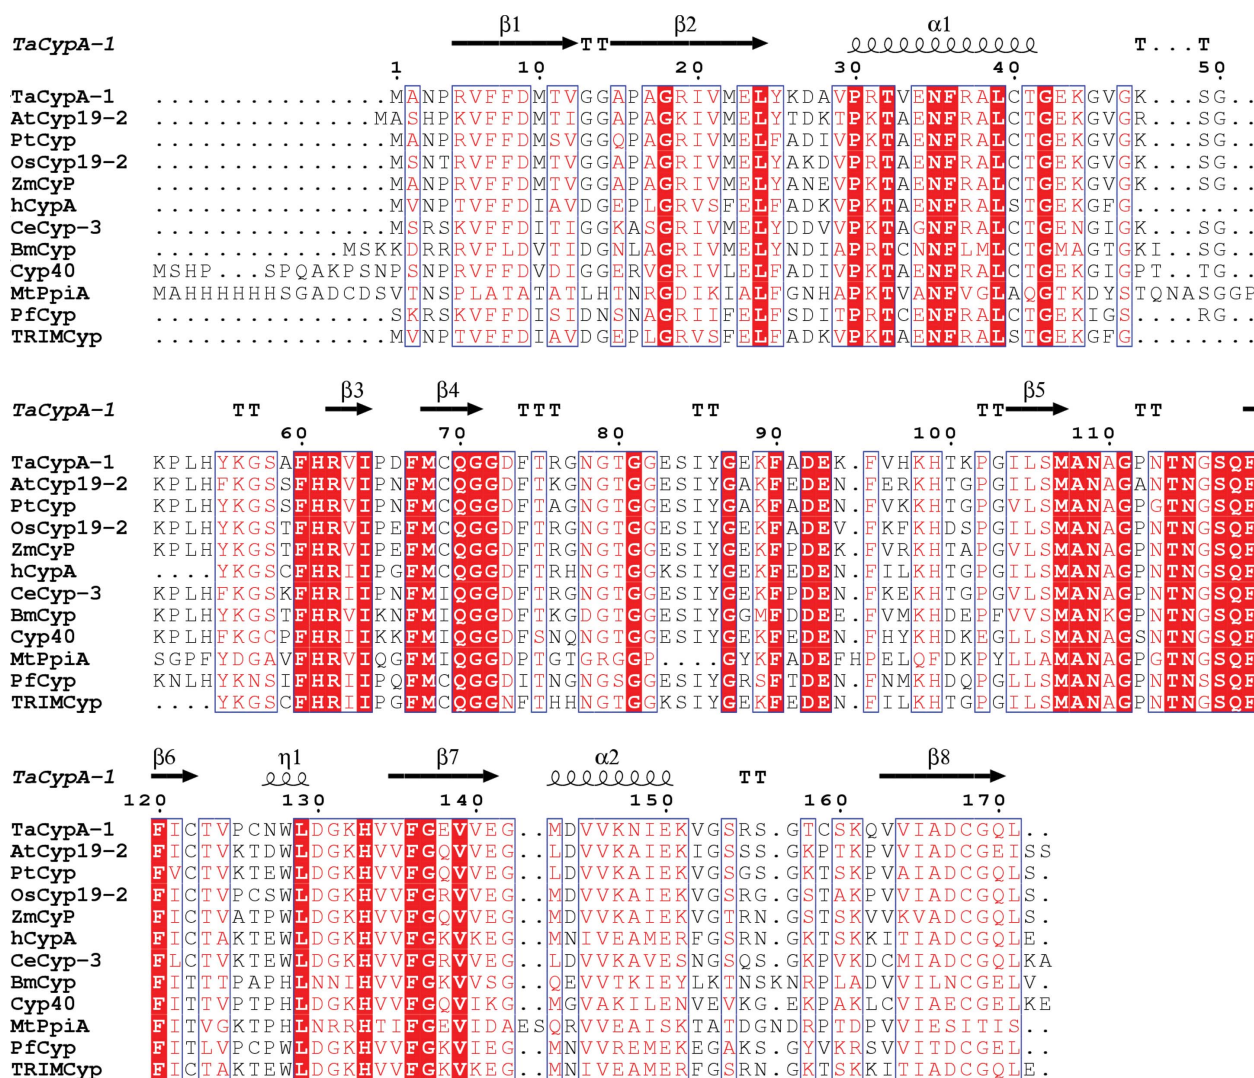 β1 β2 α1
TaCypA-1 TT T...T
1 10 20 30 40 50
TaCypA-1 ...............MANPRVFFDMTVGGAPAGRIVMELYKDAVPRTVENFRALCTGEKGVGK...SG..
AtCyp19-2 ..............MASHPKVFFDMTIGGAPAGKIVMELYTDKTPKTAENFRALCTGEKGVGR...SG..
PtCyp ...............MSNPKVFFDMSVGGQPAGRIVMELFADIVPKTAENFRALCTGEKGVGK...SG..
OsCyp19-2 ...............MSNTRVFFDMTVGGAPAGRIVMELYAKDVPRTAENFRALCTGEKGVGK...SG..
ZmCyP ...............MANPRVFFDMTVGGAPAGRIVMELYANEVPKTAENFRALCTGEKGVGK...SG..
hCypA ...............MVNPTVFFDIAVDGEPLGRVSFELFADKVPKTAENFRALSTGEKGFG........
CeCyp-3 ...............MSRSKVFFDITIGGKASGRIVMELYDDVVPKTAGNFRALCTGENGIGK...SG..
BmCyp ............MSKKDRRRVFLDVTIDGNLAGRIVMELYNDIAPRTCNNFLMLCTGMAGTGKI..SG..
Cyp40 MSHP...SPQAKPSNPSNPRVFFDVDIGGERVGRIVLELFADIVPKTAENFRALCTGEKGIGPT..TG..
MtPpiA MAHHHHHHSGADCDSVTNSPLATATATLHTNRGDIKIALFGNHAPKTVANFVGLAQGTKDYSTQNASGGP
PfCyp ...............SKRSKVFFDISIDNSNAGRIIFELFSDITPRTCENFRALCTGEKIGS....RG..
TRIMCyp ...............MVNPTVFFDIAVDGEPLGRVSFELFADKVPKTAENFRALSTGEKGFG........
β3 β4 β5
TaCypA-1 TT TTT TT TT TT
60 70 80 90 100 110
TaCypA-1 KPLHYKGSAFHRVIPDFMCQGGDFTRGNGTGGESIYGEKFADEK.FVHKHTKPGILSMANAGPNTNGSQF
AtCyp19-2 KPLHFKGSSFHRVIPNFMCQGGDFTKGNGTGGESIYGAKFEDEN.FERKHTGPGILSMANAGANTNGSQF
PtCyp KPLHYKGSSFHRVIPGFMCQGGDFTAGNGTGGESIYGAKFADEN.FVKKHTGPGVLSMANAGPGTNGSQF
OsCyp19-2 KPLHYKGSTFHRVIPEFMCQGGDFTRGNGTGGESIYGEKFADEV.FKFKHDSPGILSMANAGPNTNGSQF
ZmCyP KPLHYKGSTFHRVIPEFMCQGGDFTRGNGTGGESIYGEKFPDEK.FVRKHTAPGVLSMANAGPNTNGSQF
hCypA ....YKGSCFHRIIPGFMCQGGDFTRHNGTGGKSIYGEKFEDEN.FILKHTGPGILSMANAGPNTNGSQF
CeCyp-3 KPLHFKGSKFHRIIPNFMIQGGDFTRGNGTGGESIYGEKFPDEN.FKEKHTGPGVLSMANAGPNTNGSQF
BmCyp KPLHYKGSTFHRVIKNFMIQGGDFTKGDGTGGESIYGGMFDDEE.FVMKHDEPFVVSMANKGPNTNGSQF
Cyp40 KPLHFKGCPFHRIIKKFMIQGGDFSNQNGTGGESIYGEKFEDEN.FHYKHDKEGLLSMANAGSNTNGSQF
MtPpiA SGPFYDGAVFHRVIQGFMIQGGDPTGTGRGGP....GYKFADEFHPELQFDKPYLLAMANAGPGTNGSQF
PfCyp KNLHYKNSIFHRIIPQFMCQGGDITNGNGSGGESIYGRSFTDEN.FNMKHDQPGLLSMANAGPNTNSSQF
TRIMCyp ....YKGSCFHRIIPGFMCQGGNFTHHNGTGGKSIYGEKFEDEN.FILKHTGPGILSMANAGPNTNGSQF
β6 η1 β7 α2 β8
TaCypA-1 TT
120 130 140 150 160 170
TaCypA-1 FICTVPCNWLDGKHVVFGEVVEG..MDVVKNIEKVGSRS.GTCSKQVVIADCGQL..
AtCyp19-2 FICTVKTDWLDGKHVVFGQVVEG..LDVVKAIEKIGSSS.GKPTKPVVIADCGEISS
PtCyp FVCTVKTEWLDGKHVVFGQVVEG..MDVVKAIEKVGSGS.GKTSKPVAIADCGQLS.
OsCyp19-2 FICTVPCSWLDGKHVVFGRVVEG..MDVVKAIEKVGSRG.GSTAKPVVIADCGQLS.
ZmCyP FICTVATPWLDGKHVVFGQVVEG..MDVVKAIEKVGTRN.GSTSKVVKVADCGQLS.
hCypA FICTAKTEWLDGKHVVFGKVKEG..MNIVEAMERFGSRN.GKTSKKITIADCGQLE.
CeCyp-3 FLCTVKTEWLDGKHVVFGRVVEG..LDVVKAVESNGSQS.GKPVKDCMIADCGQLKA
BmCyp FITTTPAPHLNNIHVVFGKVVSG..QEVVTKIEYLKTNSKNRPLADVVILNCGELV.
Cyp40 FITTVPTPHLDGKHVVFGQVIKG..MGVAKILENVEVKG.EKPAKLCVIAECGELKE
MtPpiA FITVGKTPHLNRRHTIFGEVIDAESQRVVEAISKTATDGNDRPTDPVVIESITIS..
PfCyp FITLVPCPWLDGKHVVFGKVIEG..MNVVREMEKEGAKS.GYVKRSVVITDCGEL..
TRIMCyp FICTAKTEWLDGKHVVFGKVKEG..MNIVEAMERFGSRN.GKTSKKITIADCGQLE.